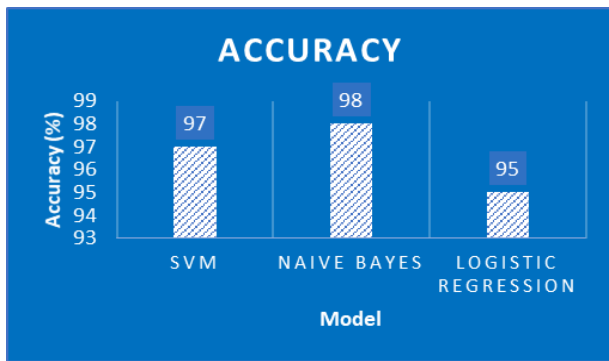 ACCURACY
Accuracy (%)
99
98
97
96
95
94
93
97
98
95
SVM
NAIVE BAYES
LOGISTIC
REGRESSION
Model